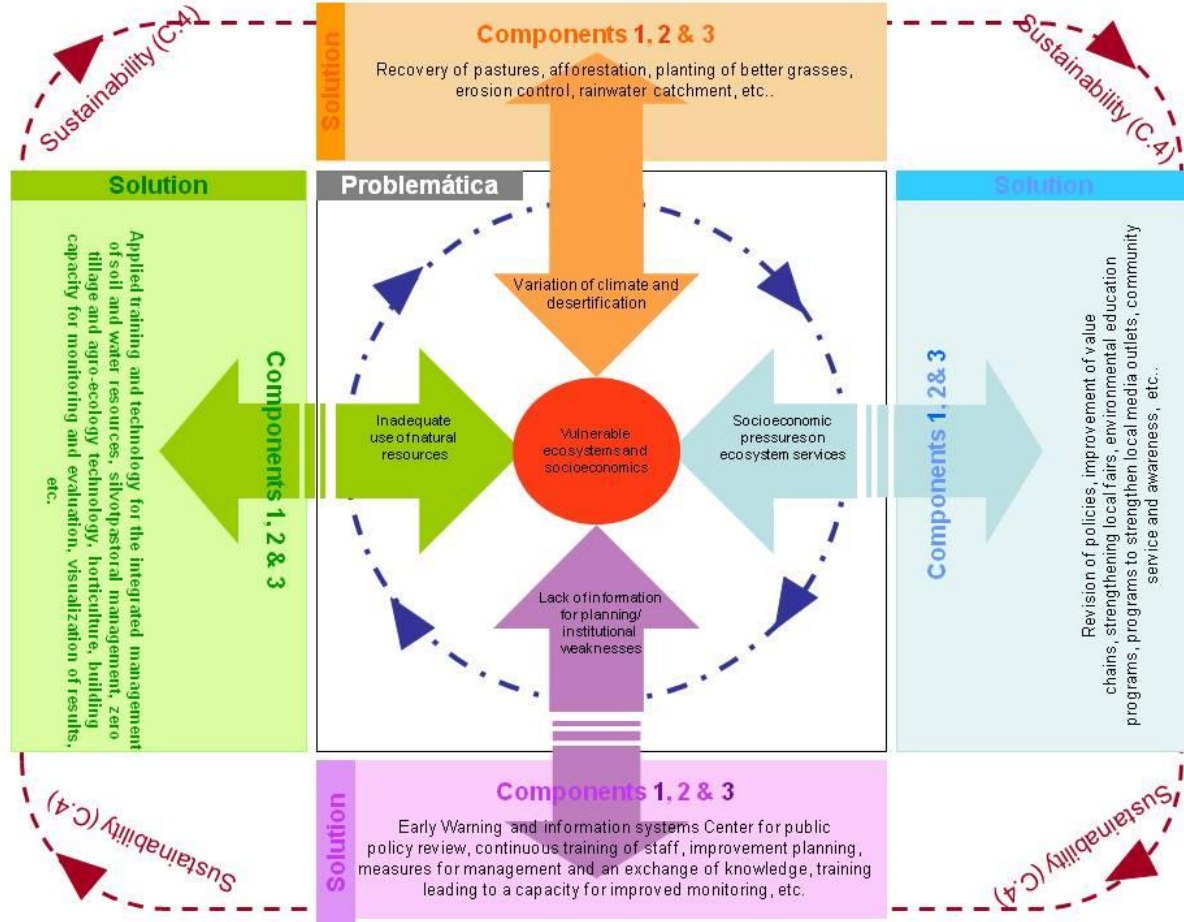 Sustainability (C.4)
Solution
Components 1, 2 & 3
Recovery of pastures, afforestation, planting of better grasses,
erosion control, rainwater catchment, etc..
Sustainability (C.4)
Solution
Applied training and technology for the integrated management
of soil and water resources, silvotpastoral management, zero
tillage and agro-ecology technology, horticulture, building
capacity for monitoring and evaluation, visualization of results,
etc.
Components 1, 2 & 3
Problemática
Variation of climate and
desertification
Inadequate
use of natural
resources
Vulnerable
ecosystems and
socioeconomics
Socioeconomic
pressures on
ecosystem services
Lack of information
for planning/
institutional
weaknesses
Solution
Components 1, 2 & 3
Revision of policies, improvement of value
chains, strengthening local fairs, environmental education
programs, programs to strengthen local media outlets, community
service and awareness, etc..
Sustainability (C.4)
Solution
Components 1, 2 & 3
Early Warning and information systems Center for public
policy review, continuous training of staff, improvement planning,
measures for management and an exchange of knowledge, training
leading to a capacity for improved monitoring, etc.
Sustainability (C.4)